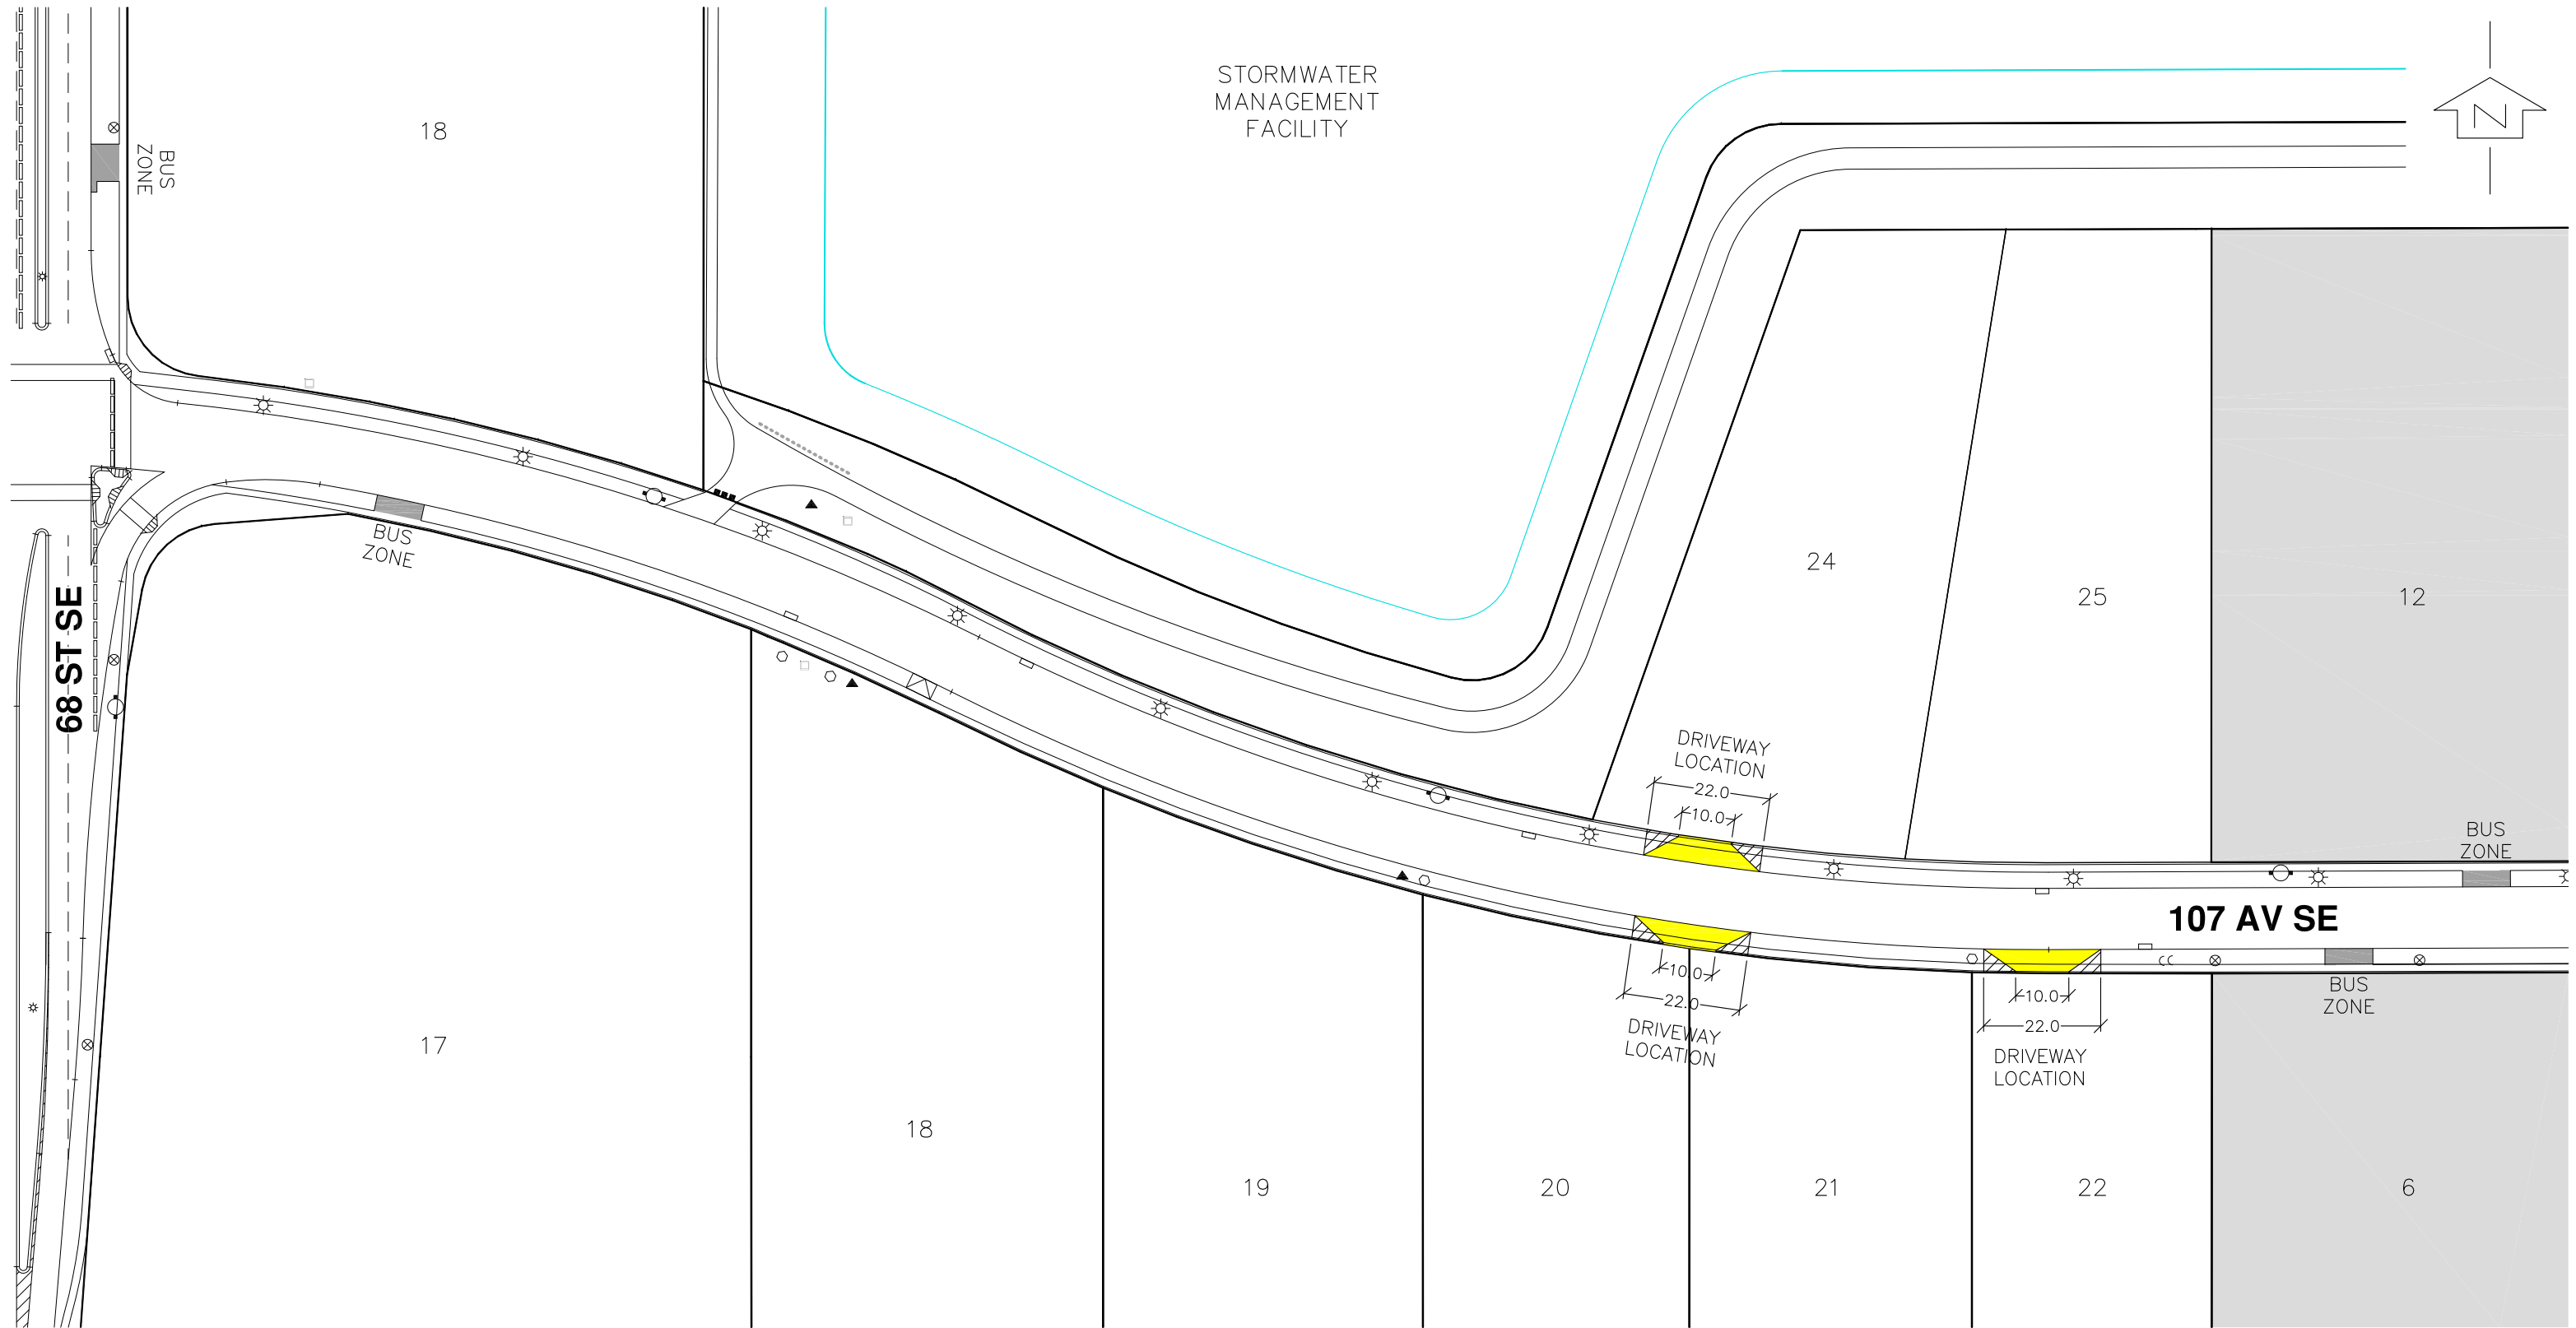 STORMWATER
MANAGEMENT
FACILITY
N
18
BUS
ZONE
BUS
ZONE
68 ST SE
24
25
12
DRIVEWAY
LOCATION
22.0
10.0
BUS
ZONE
107 AV SE
10.0
22.0
DRIVEWAY
LOCATION
10.0
22.0
DRIVEWAY
LOCATION
CC
BUS
ZONE
17
18
19
20
21
22
6